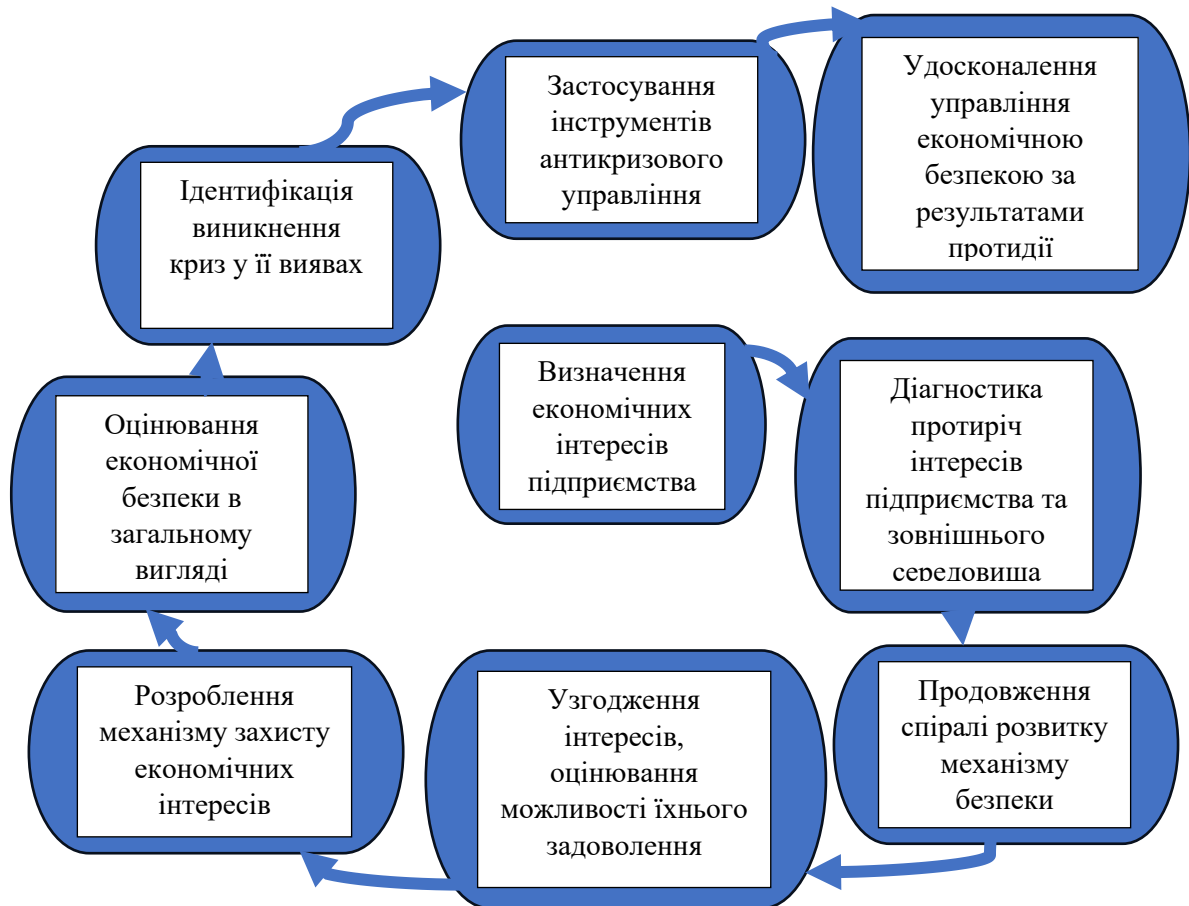 Застосування
інструментів
антикризового
управління
Удосконалення
управління
економічною
безпекою за
результатами
протидії
Ідентифікація
виникнення
криз у її виявах
Визначення
економічних
інтересів
підприємства
Діагностика
протиріч
інтересів
підприємства та
зовнішнього
середовиша
Оцінювання
економічної
безпеки в
загальному
вигляді
Розроблення
механізму захисту
економічних
інтересів
Узгодження
інтересів,
оцінювання
можливості їхнього
задоволення
Продовження
спіралі розвитку
механізму
безпеки